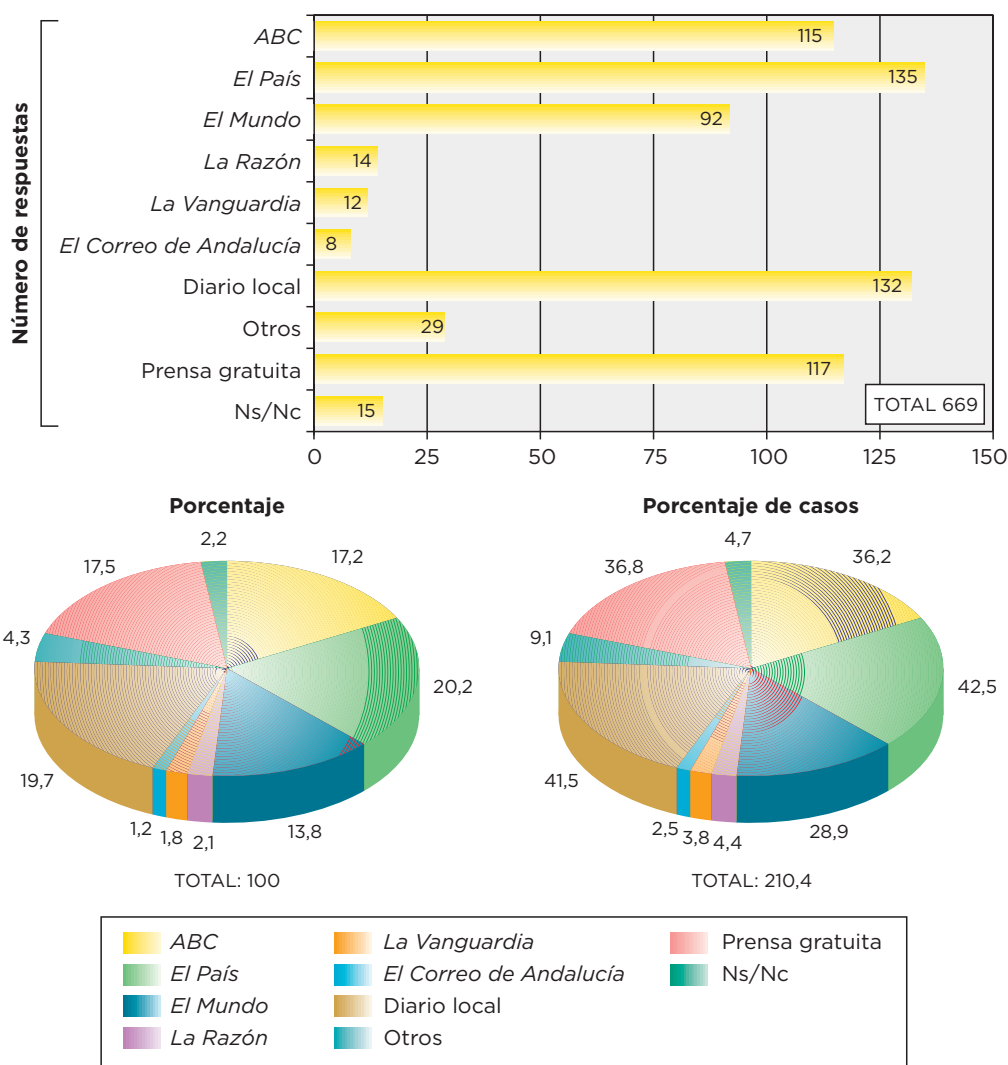 Número de respuestas
ABC 115
El País 135
El Mundo 92
La Razón 14
La Vanguardia 12
El Correo de Andalucía 8
Diario local 132
Otros 29
Prensa gratuita 117
Ns/Nc 15
TOTAL 669
0 25 50 75 100 125 150
Porcentaje
2,2
17,2
17,5
4,3
20,2
19,7
1,2
1,8
2,1
13,8
TOTAL: 100
Porcentaje de casos
4,7
36,2
36,8
9,1
42,5
41,5
2,5
3,8
4,4
28,9
TOTAL: 210,4
ABC
El País
El Mundo
La Razón
La Vanguardia
El Correo de Andalucía
Diario local
Otros
Prensa gratuita
Ns/Nc